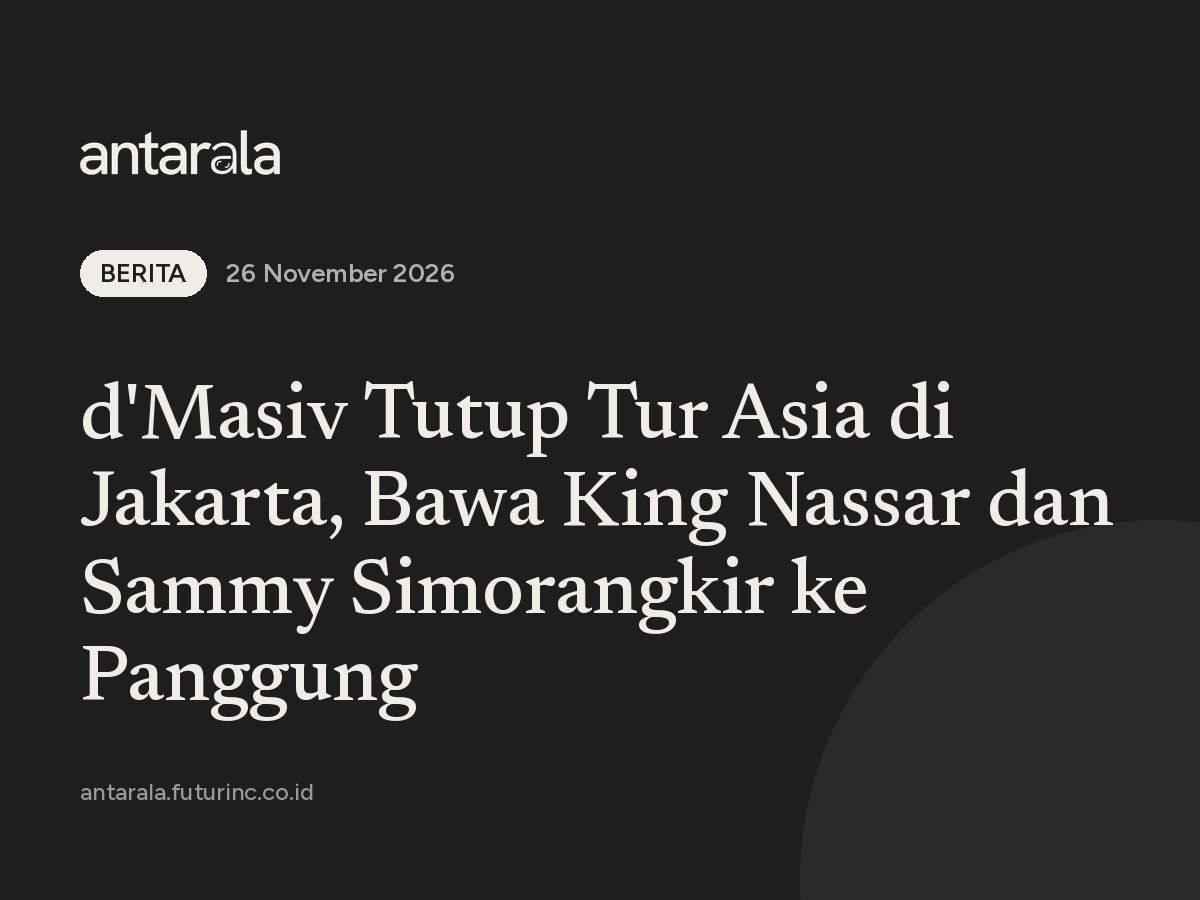 antarala
BERITA
26 November 2026
d'Masiv Tutup Tur Asia di
Jakarta, Bawa King Nassar dan
Sammy Simorangkir ke
Panggung
antarala.futurinc.co.id